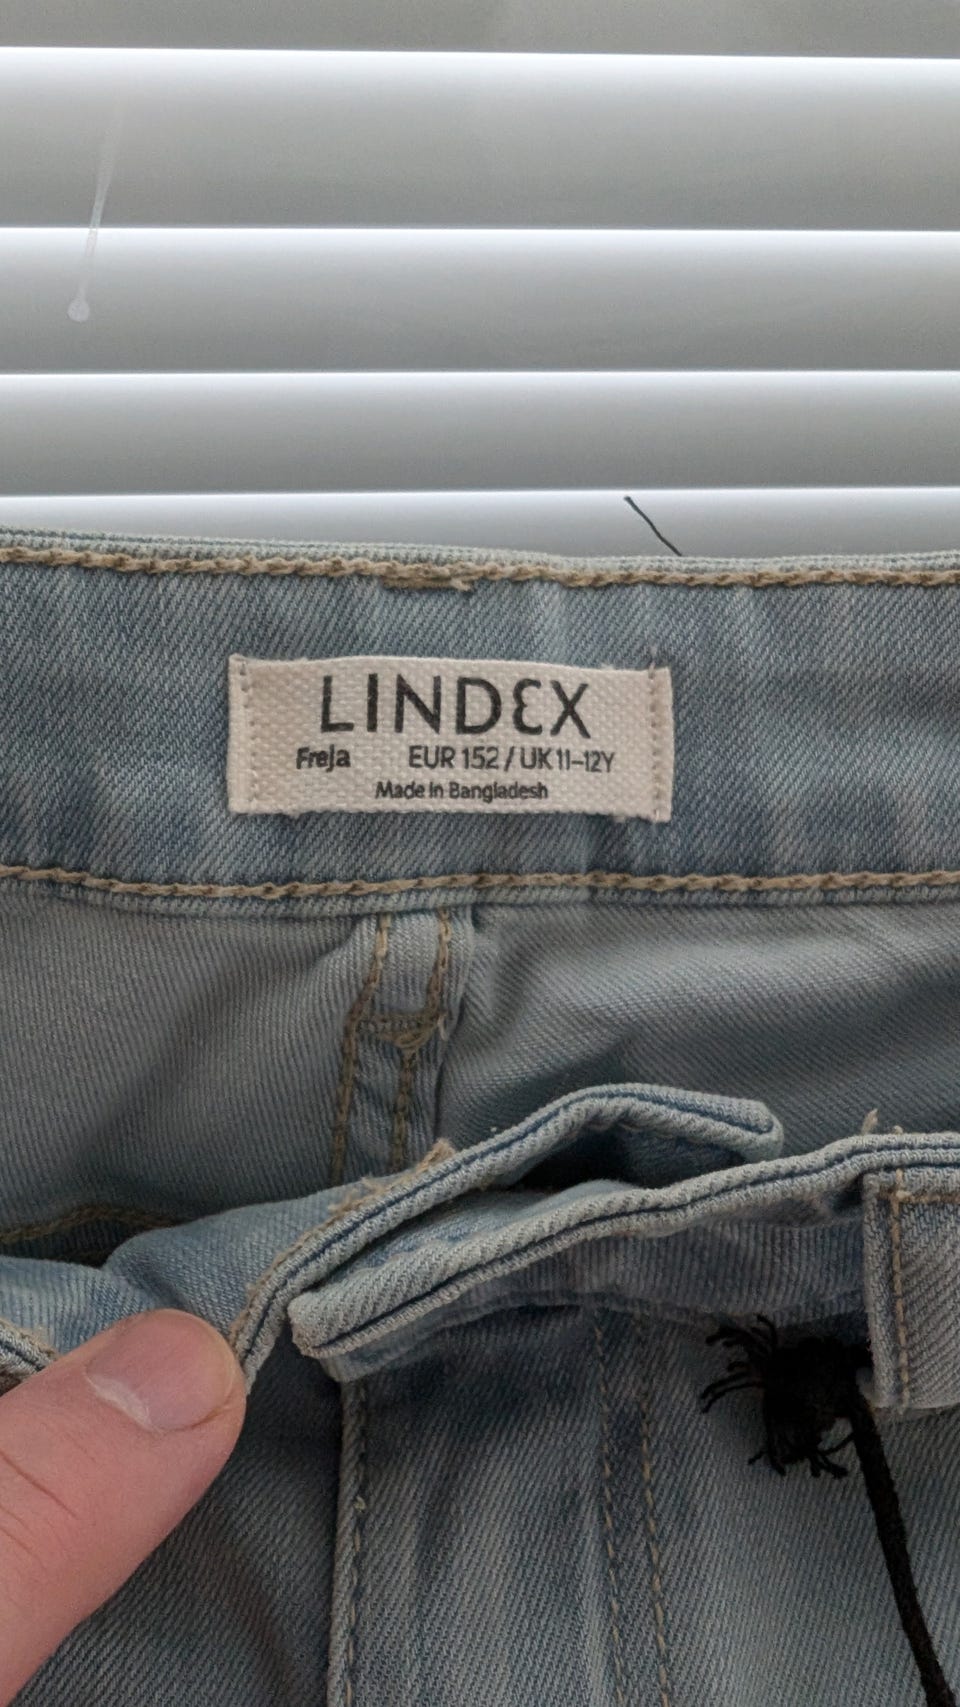 LINDEX
Freja EUR 152 / UK 11-12Y
Made in Bangladesh